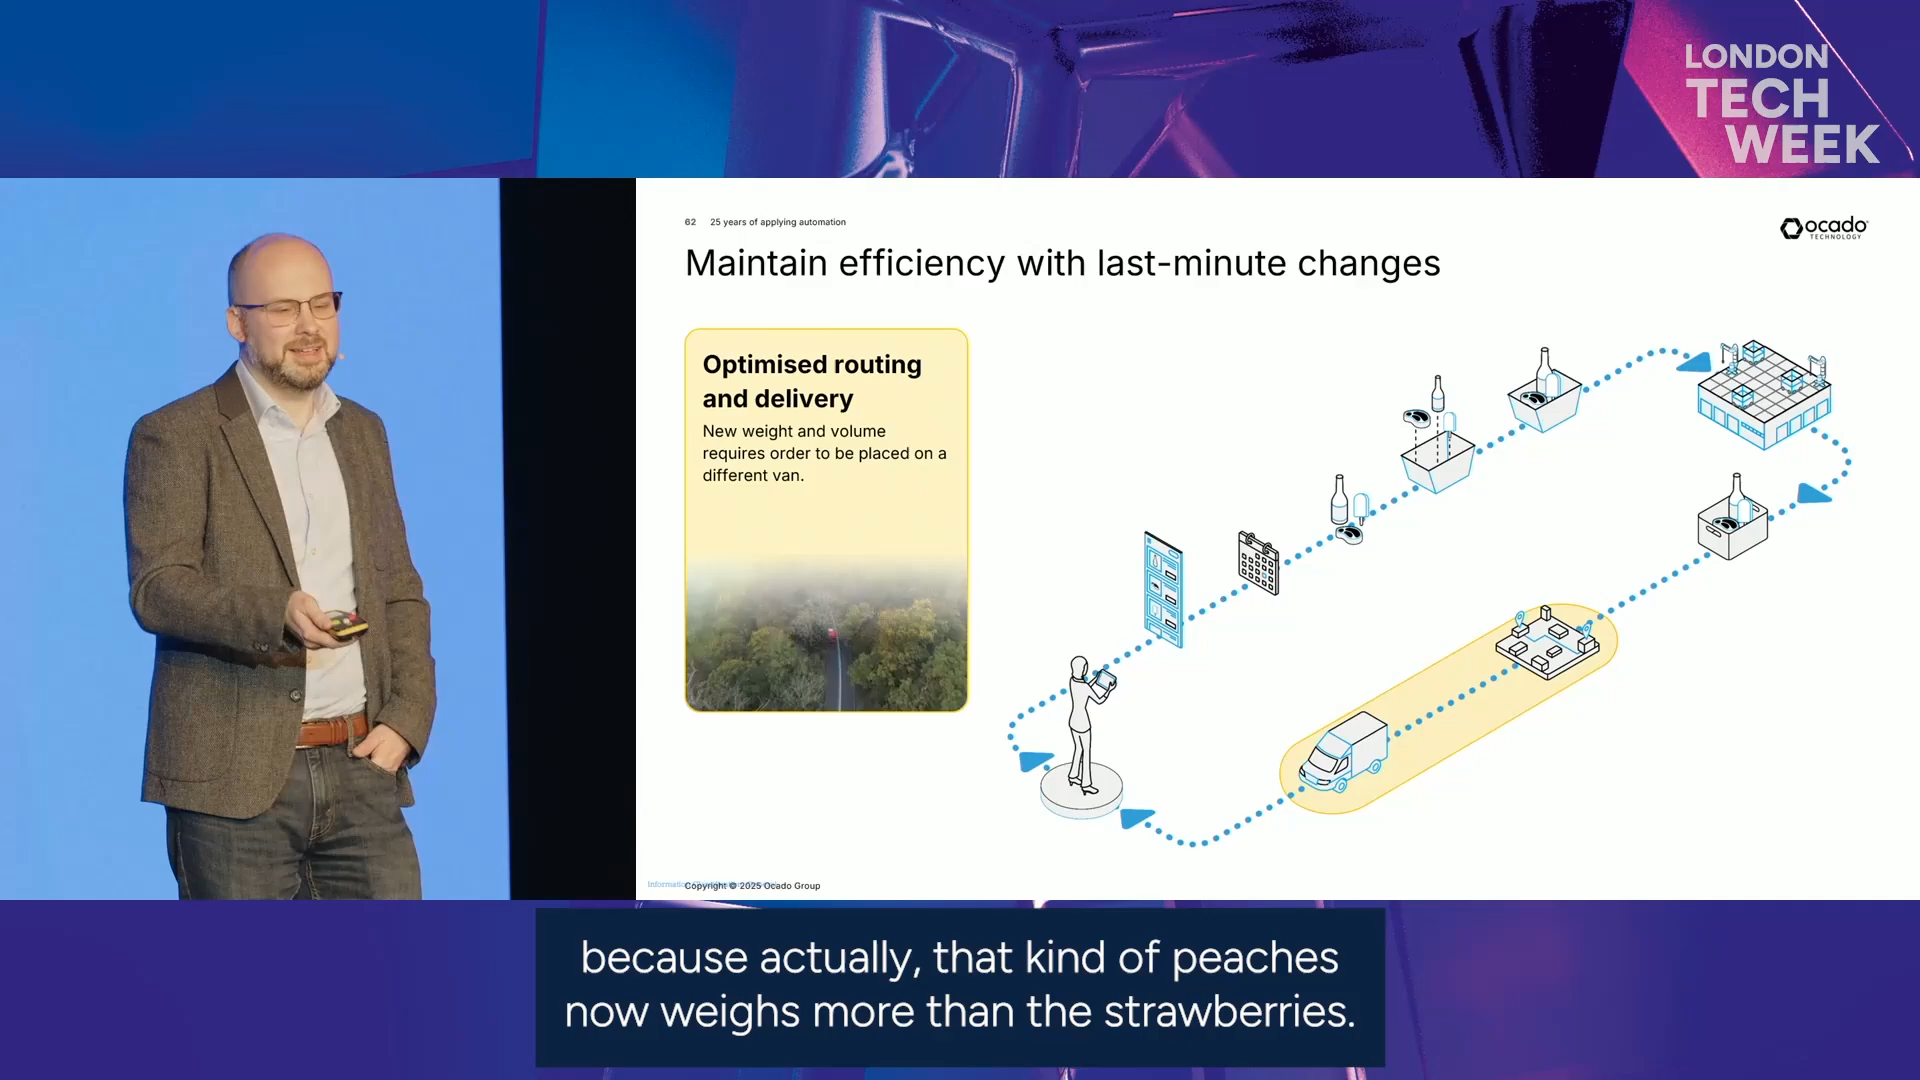 LONDON
TECH
WEEK
62 25 years of applying automation
ocado
TECHNOLOGY
Maintain efficiency with last-minute changes
Optimised routing
and delivery
New weight and volume
requires order to be placed on a
different van.
Copyright © 2025 Ocado Group
because actually, that kind of peaches
now weighs more than the strawberries.